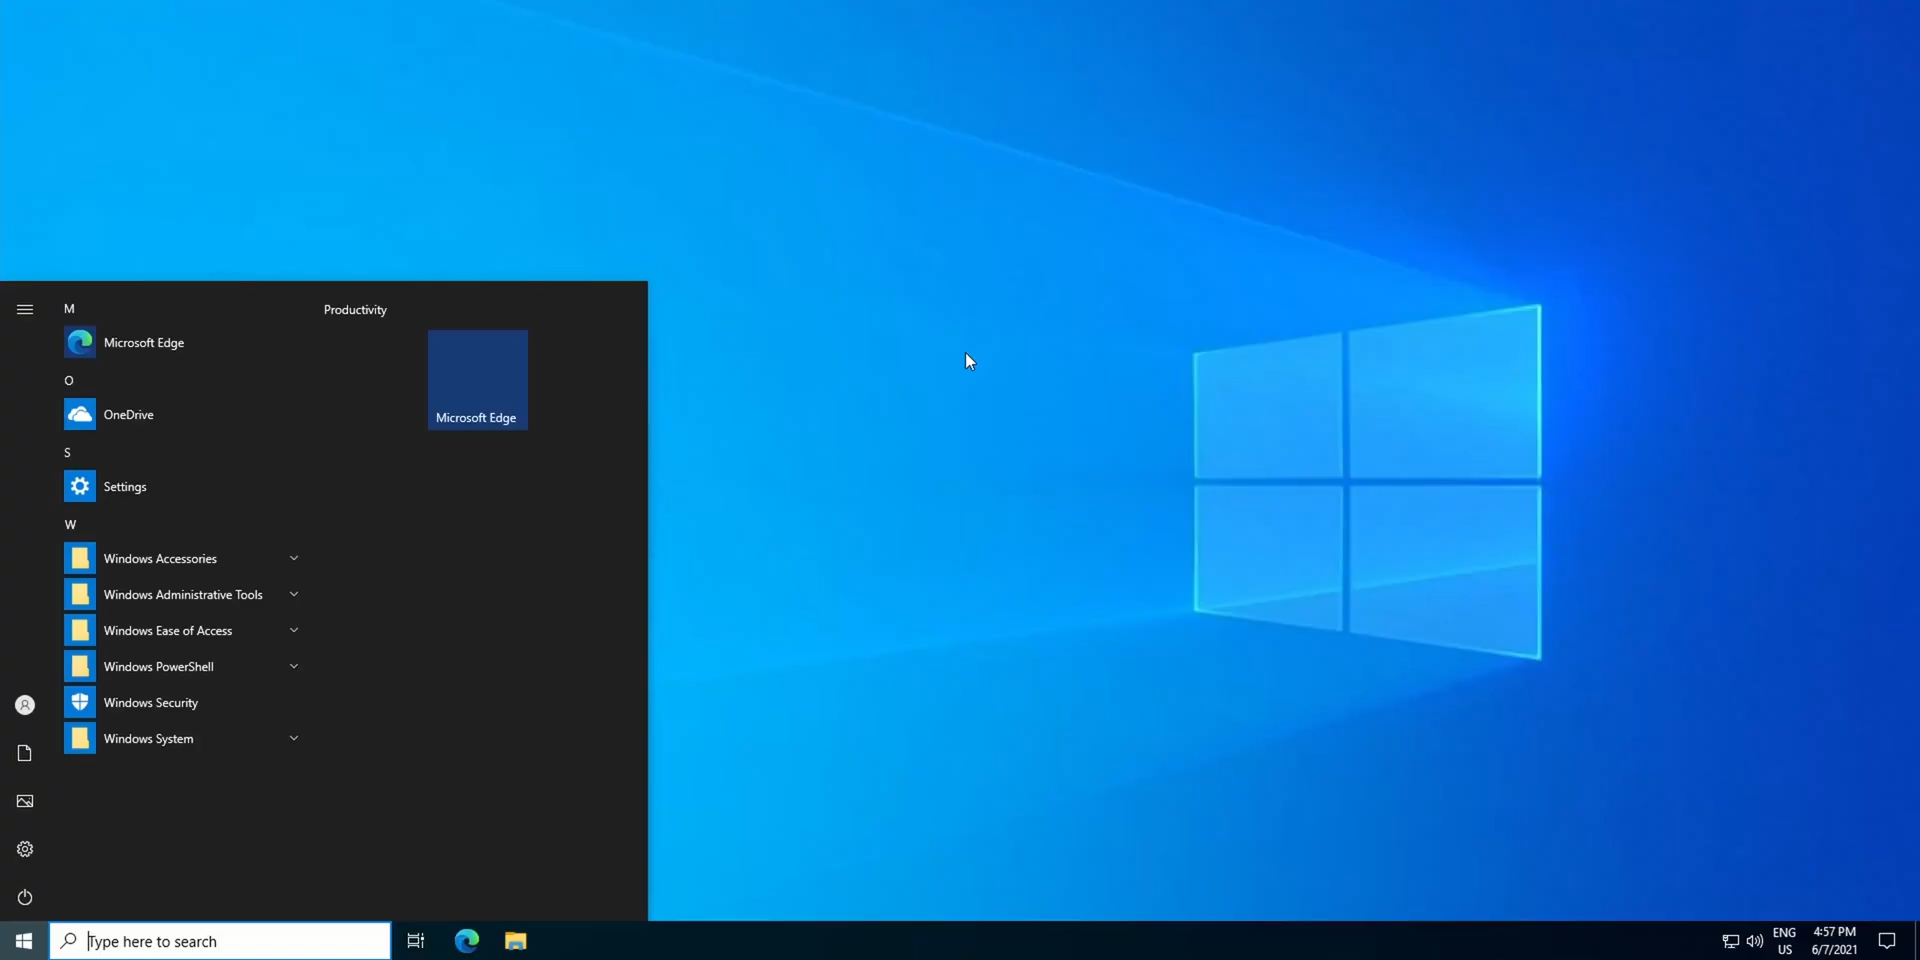 M
Productivity
Microsoft Edge
Microsoft Edge
O
OneDrive
S
Settings
W
Windows Accessories
Windows Administrative Tools
Windows Ease of Access
Windows PowerShell
Windows Security
Windows System
Type here to search
ENG
US
4:57 PM
6/7/2021